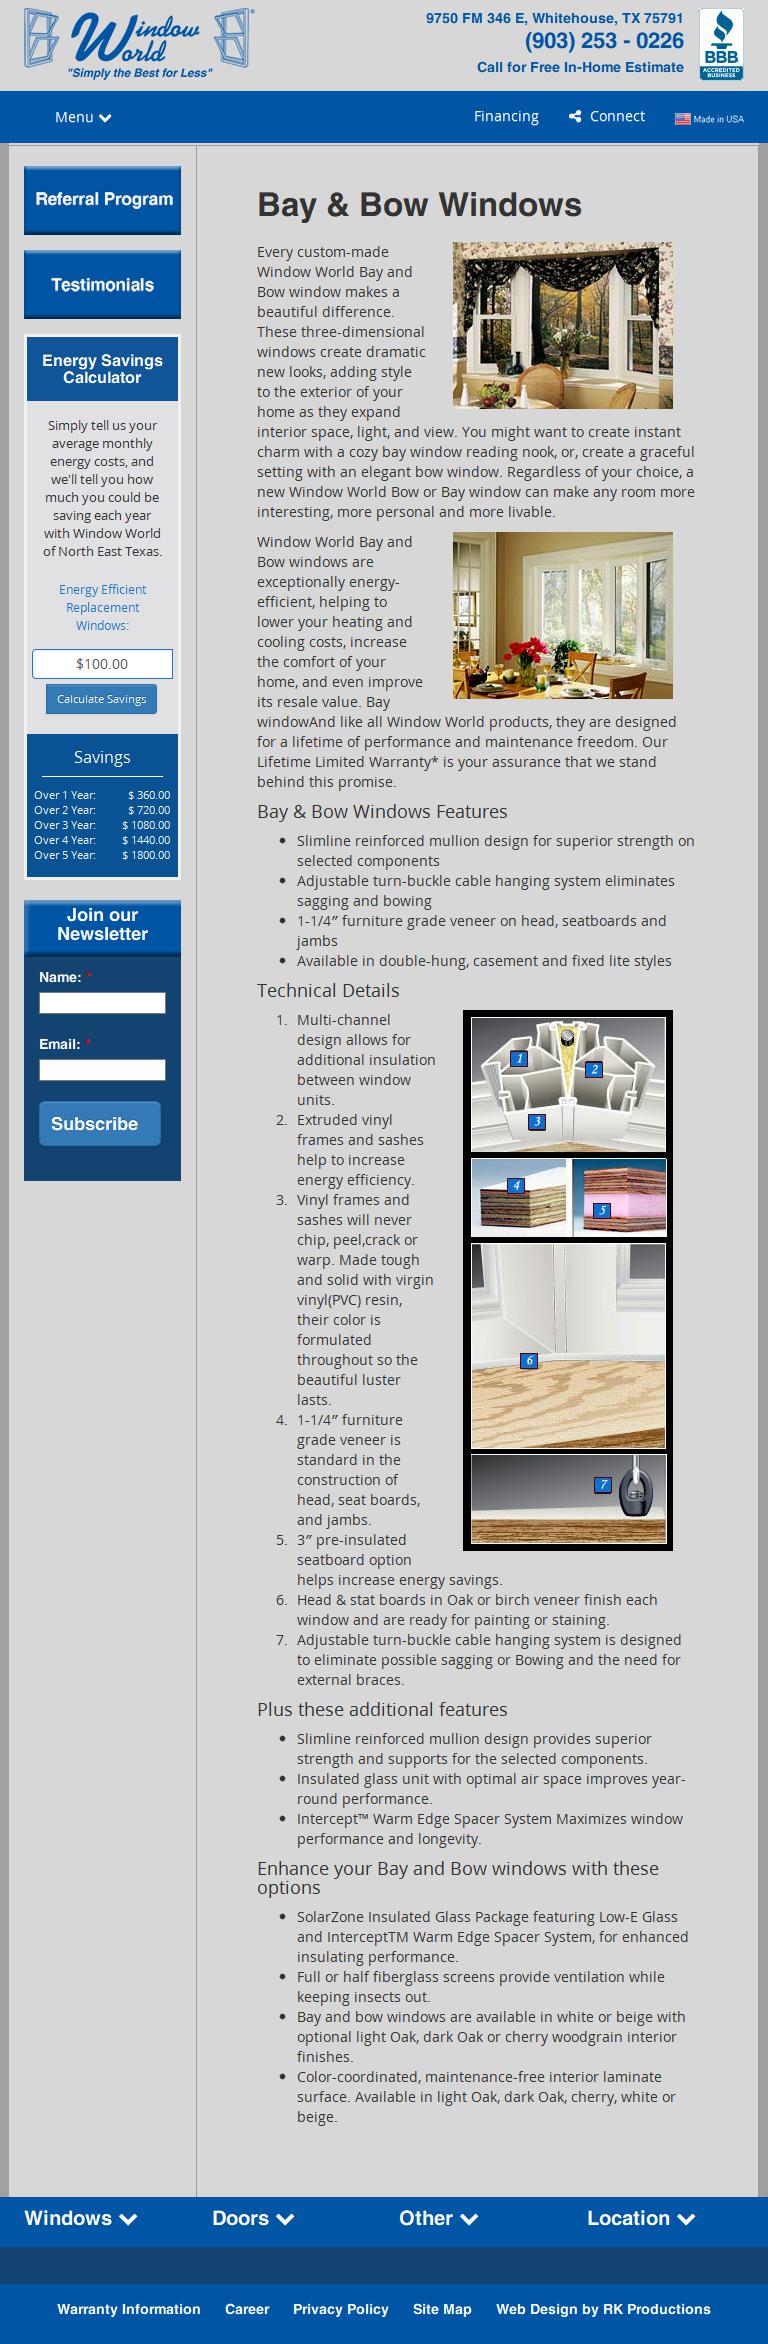 Window World
"Simply the Best for Less"
9750 FM 346 E, Whitehouse, TX 75791
(903) 253 - 0226
Call for Free In-Home Estimate
BBB
ACCREDITED
BUSINESS
Menu
Financing
Connect
Made in USA
Referral Program
Testimonials
Energy Savings
Calculator
Simply tell us your
average monthly
energy costs, and
we'll tell you how
much you could be
saving each year
with Window World
of North East Texas.
Energy Efficient
Replacement
Windows:
$100.00
Calculate Savings
Savings
Over 1 Year: $ 360.00
Over 2 Year: $ 720.00
Over 3 Year: $ 1080.00
Over 4 Year: $ 1440.00
Over 5 Year: $ 1800.00
Join our
Newsletter
Name: *
Email: *
Subscribe
Bay & Bow Windows
Every custom-made
Window World Bay and
Bow window makes a
beautiful difference.
These three-dimensional
windows create dramatic
new looks, adding style
to the exterior of your
home as they expand
interior space, light, and view. You might want to create instant
charm with a cozy bay window reading nook, or, create a graceful
setting with an elegant bow window. Regardless of your choice, a
new Window World Bow or Bay window can make any room more
interesting, more personal and more livable.
Window World Bay and
Bow windows are
exceptionally energy-
efficient, helping to
lower your heating and
cooling costs, increase
the comfort of your
home, and even improve
its resale value. Bay
windowAnd like all Window World products, they are designed
for a lifetime of performance and maintenance freedom. Our
Lifetime Limited Warranty* is your assurance that we stand
behind this promise.
Bay & Bow Windows Features
• Slimline reinforced mullion design for superior strength on
selected components
• Adjustable turn-buckle cable hanging system eliminates
sagging and bowing
• 1-1/4″ furniture grade veneer on head, seatboards and
jambs
• Available in double-hung, casement and fixed lite styles
Technical Details
1. Multi-channel
design allows for
additional insulation
between window
units.
2. Extruded vinyl
frames and sashes
help to increase
energy efficiency.
3. Vinyl frames and
sashes will never
chip, peel,crack or
warp. Made tough
and solid with virgin
vinyl(PVC) resin,
their color is
formulated
throughout so the
beautiful luster
lasts.
4. 1-1/4″ furniture
grade veneer is
standard in the
construction of
head, seat boards,
and jambs.
5. 3″ pre-insulated
seatboard option
helps increase energy savings.
6. Head & stat boards in Oak or birch veneer finish each
window and are ready for painting or staining.
7. Adjustable turn-buckle cable hanging system is designed
to eliminate possible sagging or Bowing and the need for
external braces.
1
2
3
4
5
6
7
Plus these additional features
• Slimline reinforced mullion design provides superior
strength and supports for the selected components.
• Insulated glass unit with optimal air space improves year-
round performance.
• Intercept™ Warm Edge Spacer System Maximizes window
performance and longevity.
Enhance your Bay and Bow windows with these
options
• SolarZone Insulated Glass Package featuring Low-E Glass
and InterceptTM Warm Edge Spacer System, for enhanced
insulating performance.
• Full or half fiberglass screens provide ventilation while
keeping insects out.
• Bay and bow windows are available in white or beige with
optional light Oak, dark Oak or cherry woodgrain interior
finishes.
• Color-coordinated, maintenance-free interior laminate
surface. Available in light Oak, dark Oak, cherry, white or
beige.
Windows
Doors
Other
Location
Warranty Information
Career
Privacy Policy
Site Map
Web Design by RK Productions